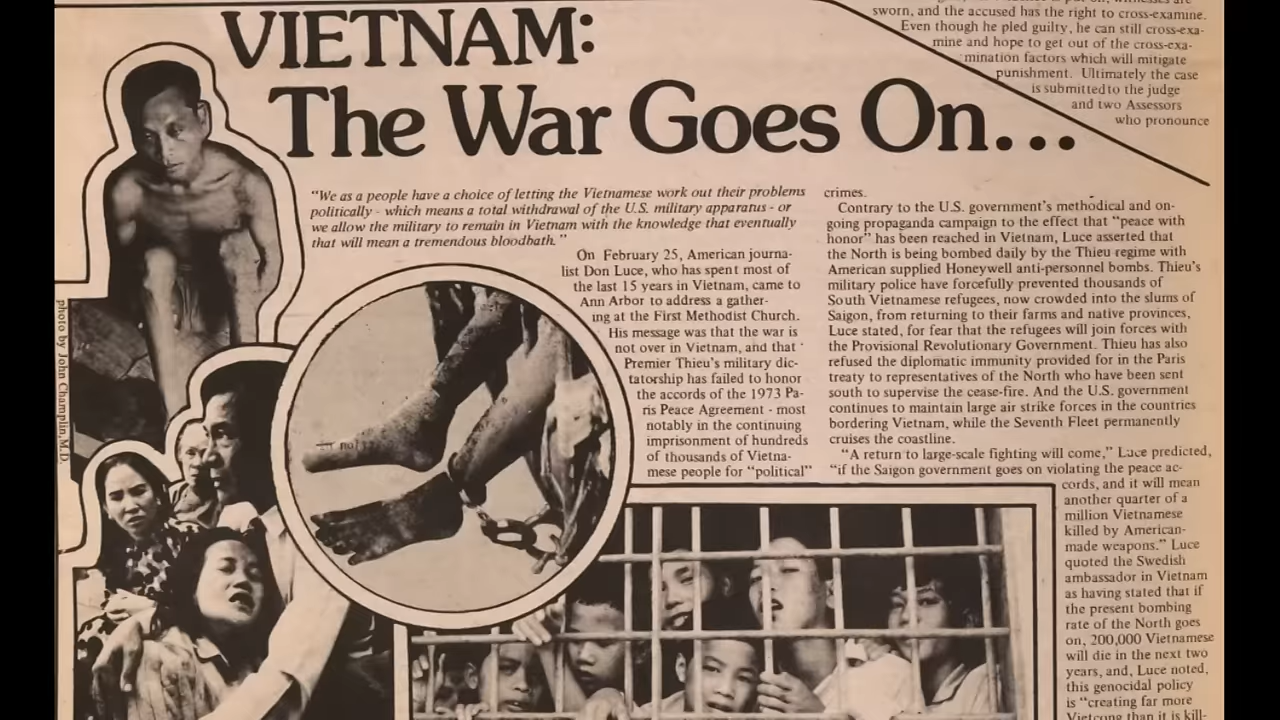 VIETNAM:
The War Goes On...
sworn, and the accused has the right to cross-examine.
Even though he pled guilty, he can still cross-exa-
mine and hope to get out of the cross-exa-
mination factors which will mitigate
punishment. Ultimately the case
is submitted to the judge
and two Assessors
who pronounce
"We as a people have a choice of letting the Vietnamese work out their problems
politically - which means a total withdrawal of the U.S. military apparatus - or
we allow the military to remain in Vietnam with the knowledge that eventually
that will mean a tremendous bloodbath."
On February 25, American journa-
list Don Luce, who has spent most of
the last 15 years in Vietnam, came to
Ann Arbor to address a gather-
ing at the First Methodist Church.
His message was that the war is
not over in Vietnam, and that
Premier Thieu's military dic-
tatorship has failed to honor
the accords of the 1973 Pa-
ris Peace Agreement - most
notably in the continuing
imprisonment of hundreds
of thousands of Vietna-
mese people for "political"
crimes.
Contrary to the U.S. government's methodical and on-
going propaganda campaign to the effect that "peace with
honor" has been reached in Vietnam, Luce asserted that
the North is being bombed daily by the Thieu regime with
American supplied Honeywell anti-personnel bombs. Thieu's
military police have forcefully prevented thousands of
South Vietnamese refugees, now crowded into the slums of
Saigon, from returning to their farms and native provinces,
Luce stated, for fear that the refugees will join forces with
the Provisional Revolutionary Government. Thieu has also
refused the diplomatic immunity provided for in the Paris
treaty to representatives of the North who have been sent
south to supervise the cease-fire. And the U.S. government
continues to maintain large air strike forces in the countries
bordering Vietnam, while the Seventh Fleet permanently
cruises the coastline.
"A return to large-scale fighting will come," Luce predicted,
"if the Saigon government goes on violating the peace ac-
cords, and it will mean
another quarter of a
million Vietnamese
killed by American-
made weapons." Luce
quoted the Swedish
ambassador in Vietnam
as having stated that if
the present bombing
rate of the North goes
on, 200,000 Vietnamese
will die in the next two
years, and, Luce noted,
this genocidal policy
is "creating far more
Vietcong than it is kill-
photo by John Champlin, M.D.